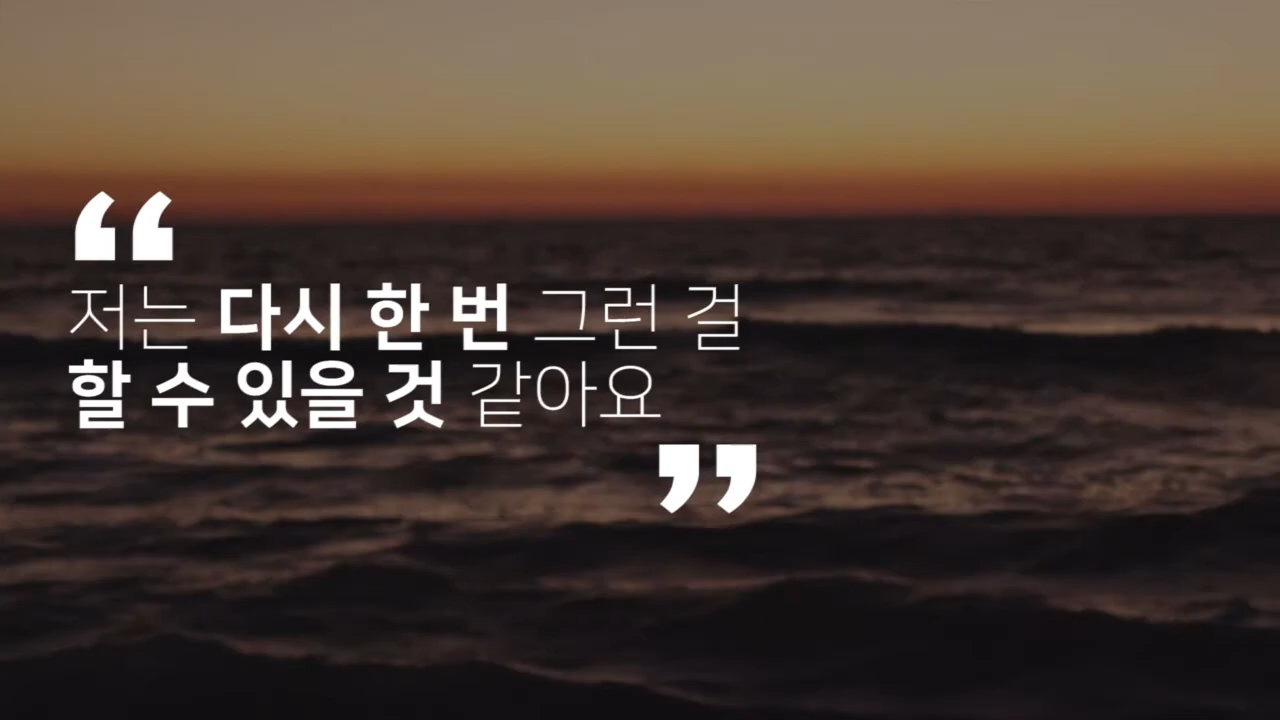 “
저는 다시 한 번 그런 걸
할 수 있을 것 같아요
”